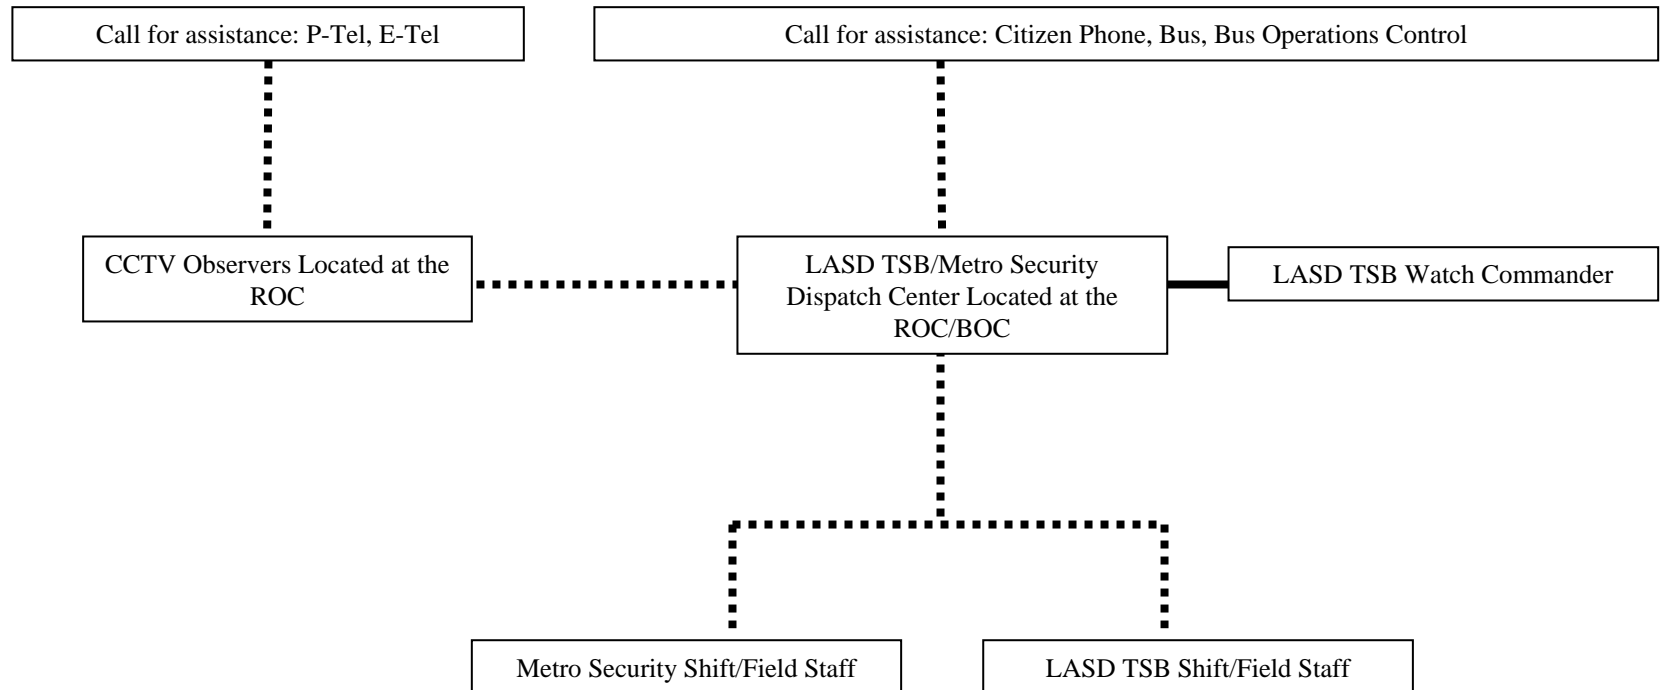 Call for assistance: P-Tel, E-Tel
Call for assistance: Citizen Phone, Bus, Bus Operations Control
CCTV Observers Located at the
ROC
LASD TSB/Metro Security
Dispatch Center Located at the
ROC/BOC
LASD TSB Watch Commander
Metro Security Shift/Field Staff
LASD TSB Shift/Field Staff